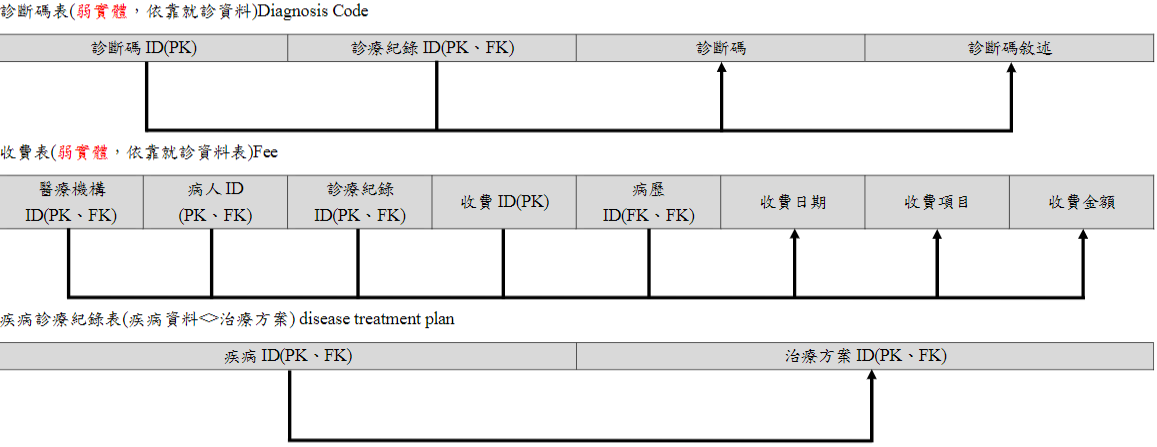 診斷碼表(弱實體，依靠就診資料)Diagnosis Code
診斷碼 ID(PK) 診療紀錄 ID(PK、FK) 診斷碼 診斷碼敘述
收費表(弱實體，依靠就診資料表)Fee
醫療機構 病人 ID 診療紀錄 收費 ID(PK) 病歷 收費日期 收費項目 收費金額
ID(PK、FK) (PK、FK) ID(PK、FK) ID(FK、FK)
疾病診療紀錄表(疾病資料<>治療方案) disease treatment plan
疾病 ID(PK、FK) 治療方案 ID(PK、FK)